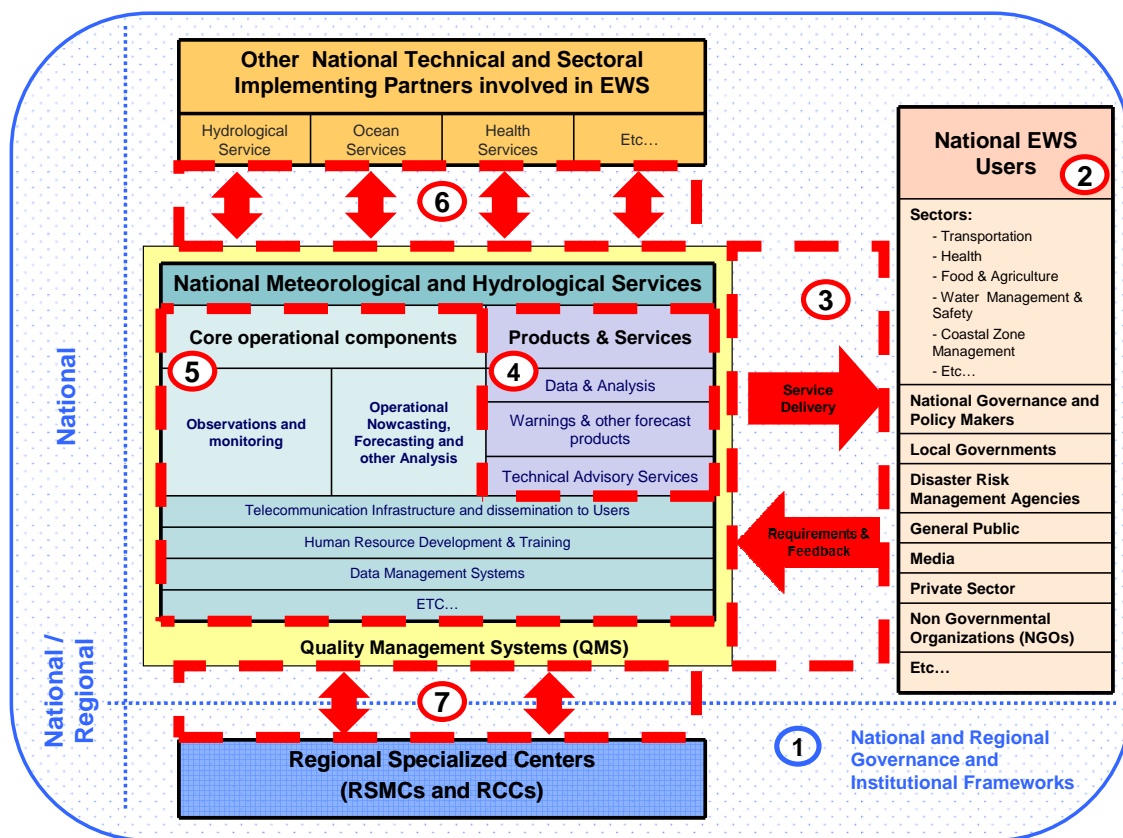 Other National Technical and Sectoral
Implementing Partners involved in EWS
Hydrological
Service
Ocean
Services
Health
Services
Etc…
6
National Meteorological and Hydrological Services
Core operational components
5
Observations and
monitoring
Operational
Nowcasting,
Forecasting and
other Analysis
Products & Services
4
Data & Analysis
Warnings & other forecast
products
Technical Advisory Services
Telecommunication Infrastructure and dissemination to Users
Human Resource Development & Training
Data Management Systems
ETC…
Quality Management Systems (QMS)
7
Regional Specialized Centers
(RSMCs and RCCs)
3
Service
Delivery
Requirements &
Feedback
National EWS
Users
2
Sectors:
- Transportation
- Health
- Food & Agriculture
- Water Management &
Safety
- Coastal Zone
Management
- Etc…
National Governance and
Policy Makers
Local Governments
Disaster Risk
Management Agencies
General Public
Media
Private Sector
Non Governmental
Organizations (NGOs)
Etc…
1
National and Regional
Governance and
Institutional Frameworks
National
National /
Regional